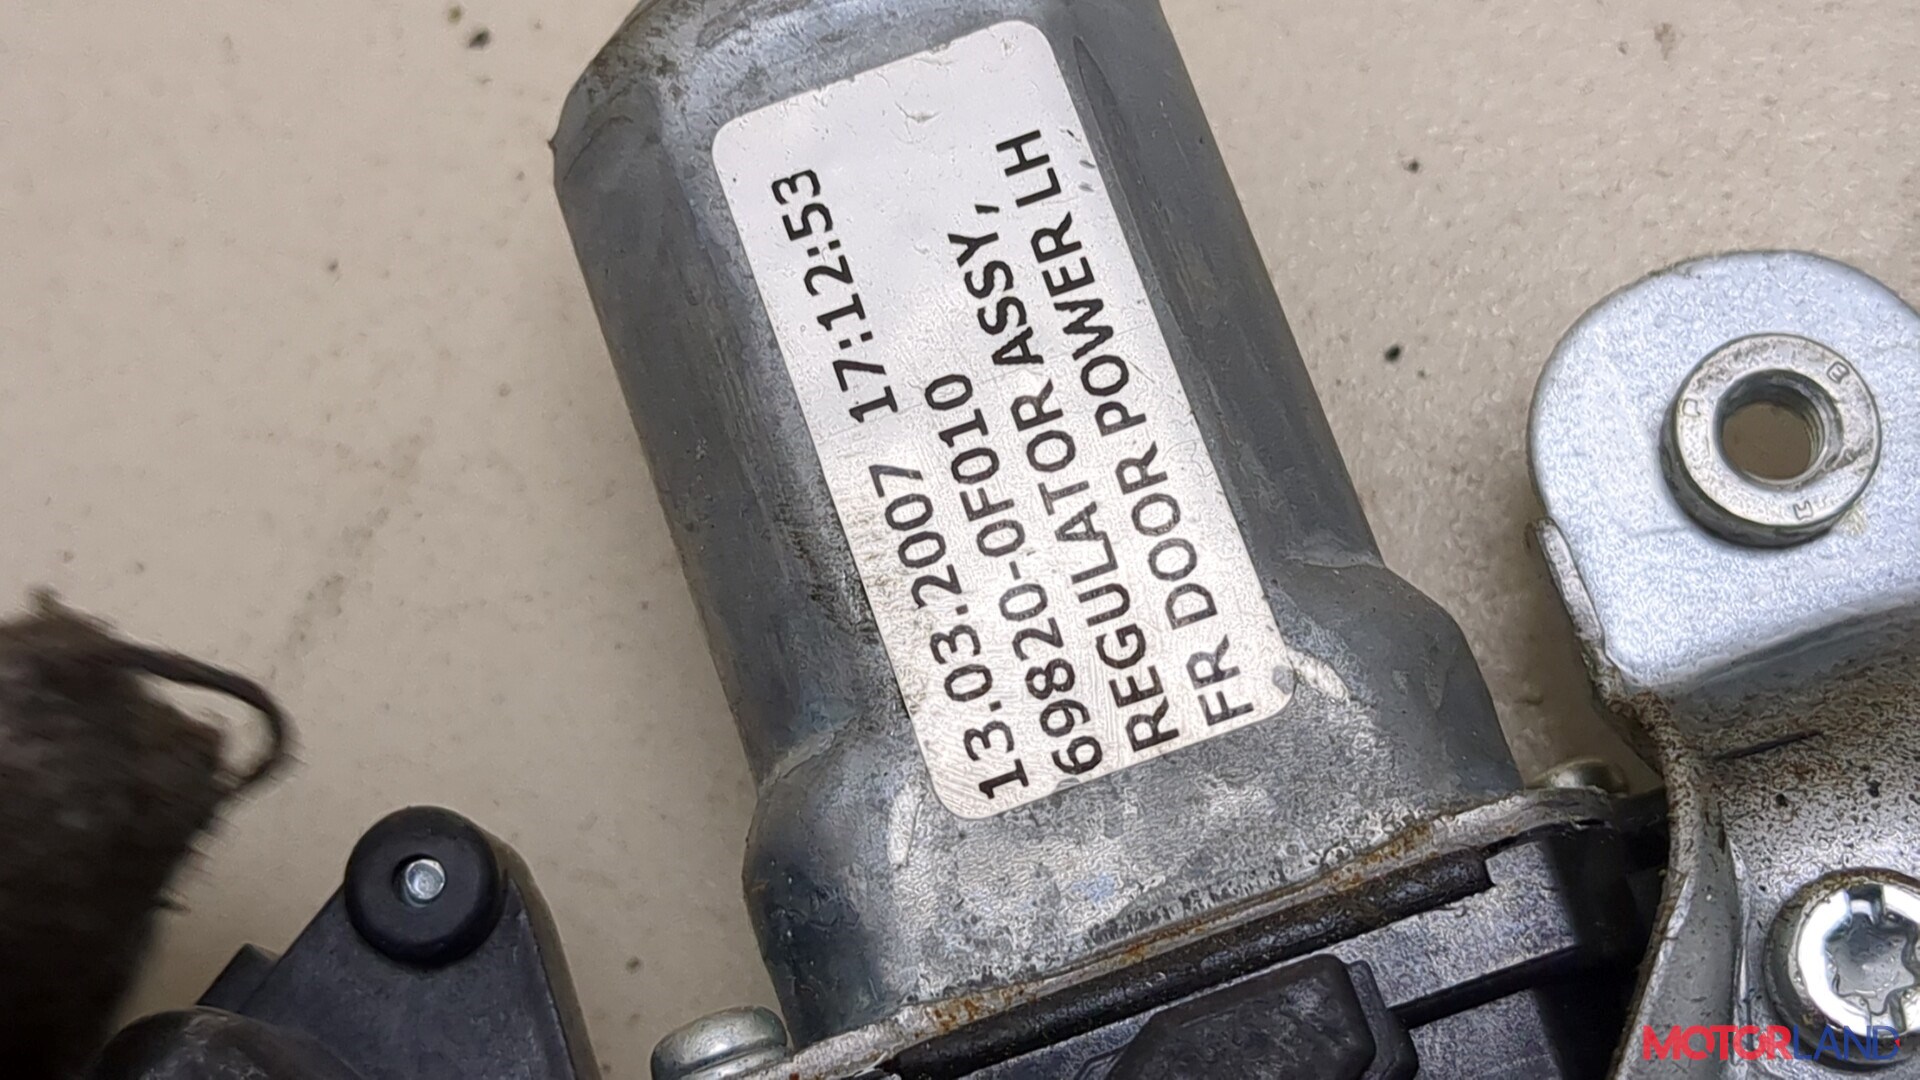 13.03.2007 17:12:53
69820-0F010
REGULATOR ASSY,
FR DOOR POWER LH
MOTORLAND